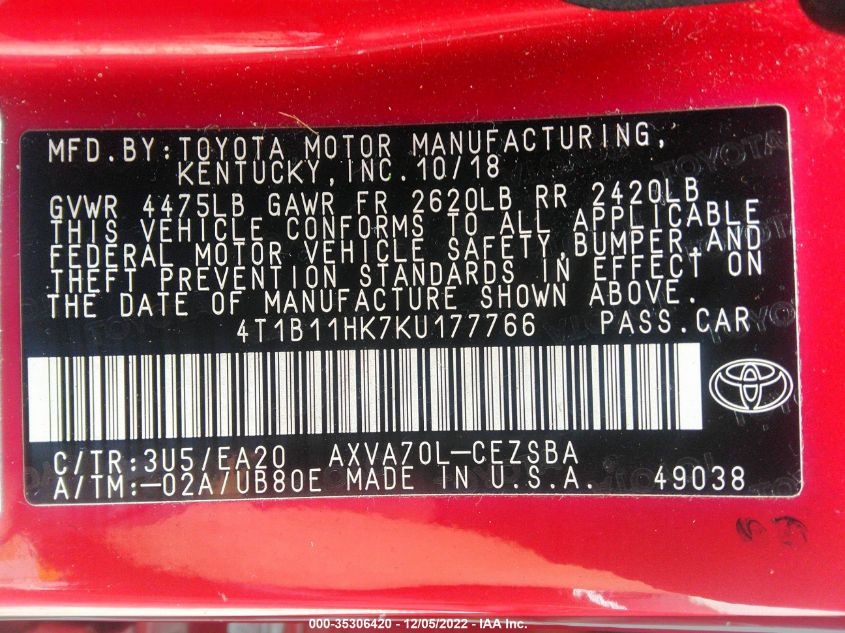 MFD. BY: TOYOTA MOTOR MANUFACTURING,
KENTUCKY, INC. 10/18
GVWR 4475LB GAWR FR 2620LB RR 2420LB
THIS VEHICLE CONFORMS TO ALL APPLICABLE
FEDERAL MOTOR VEHICLE SAFETY, BUMPER, AND
THEFT PREVENTION STANDARDS IN EFFECT ON
THE DATE OF MANUFACTURE SHOWN ABOVE.
4T1B11HK7KU177766 PASS. CAR
C/TR: 3U5/EA20 AXVA70L-CEZSBA
A/TM: -02A/UB80E MADE IN U.S.A. 49038
000-35306420 - 12/05/2022 - IAA Inc.